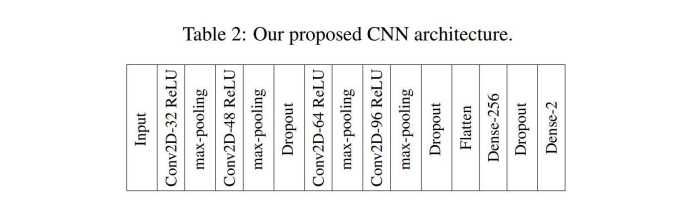 Table 2: Our proposed CNN architecture.
Input
Conv2D-32 ReLU
max-pooling
Conv2D-48 ReLU
max-pooling
Dropout
Conv2D-64 ReLU
max-pooling
Conv2D-96 ReLU
max-pooling
Dropout
Flatten
Dense-256
Dropout
Dense-2